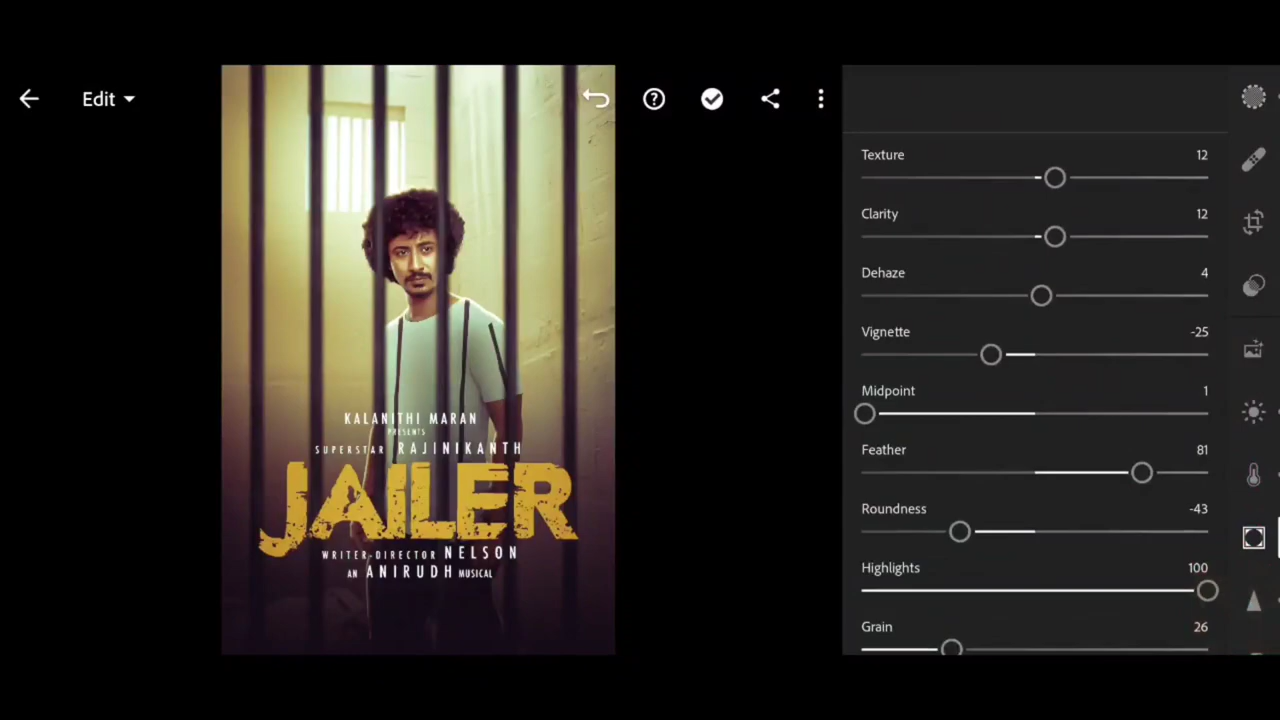 Edit
KALANITHI MARAN
PRESENTS
SUPERSTAR RAJINIKANTH
JAILER
WRITER-DIRECTOR NELSON
AN ANIRUDH MUSICAL
Texture 12
Clarity 12
Dehaze 4
Vignette -25
Midpoint 1
Feather 81
Roundness -43
Highlights 100
Grain 26